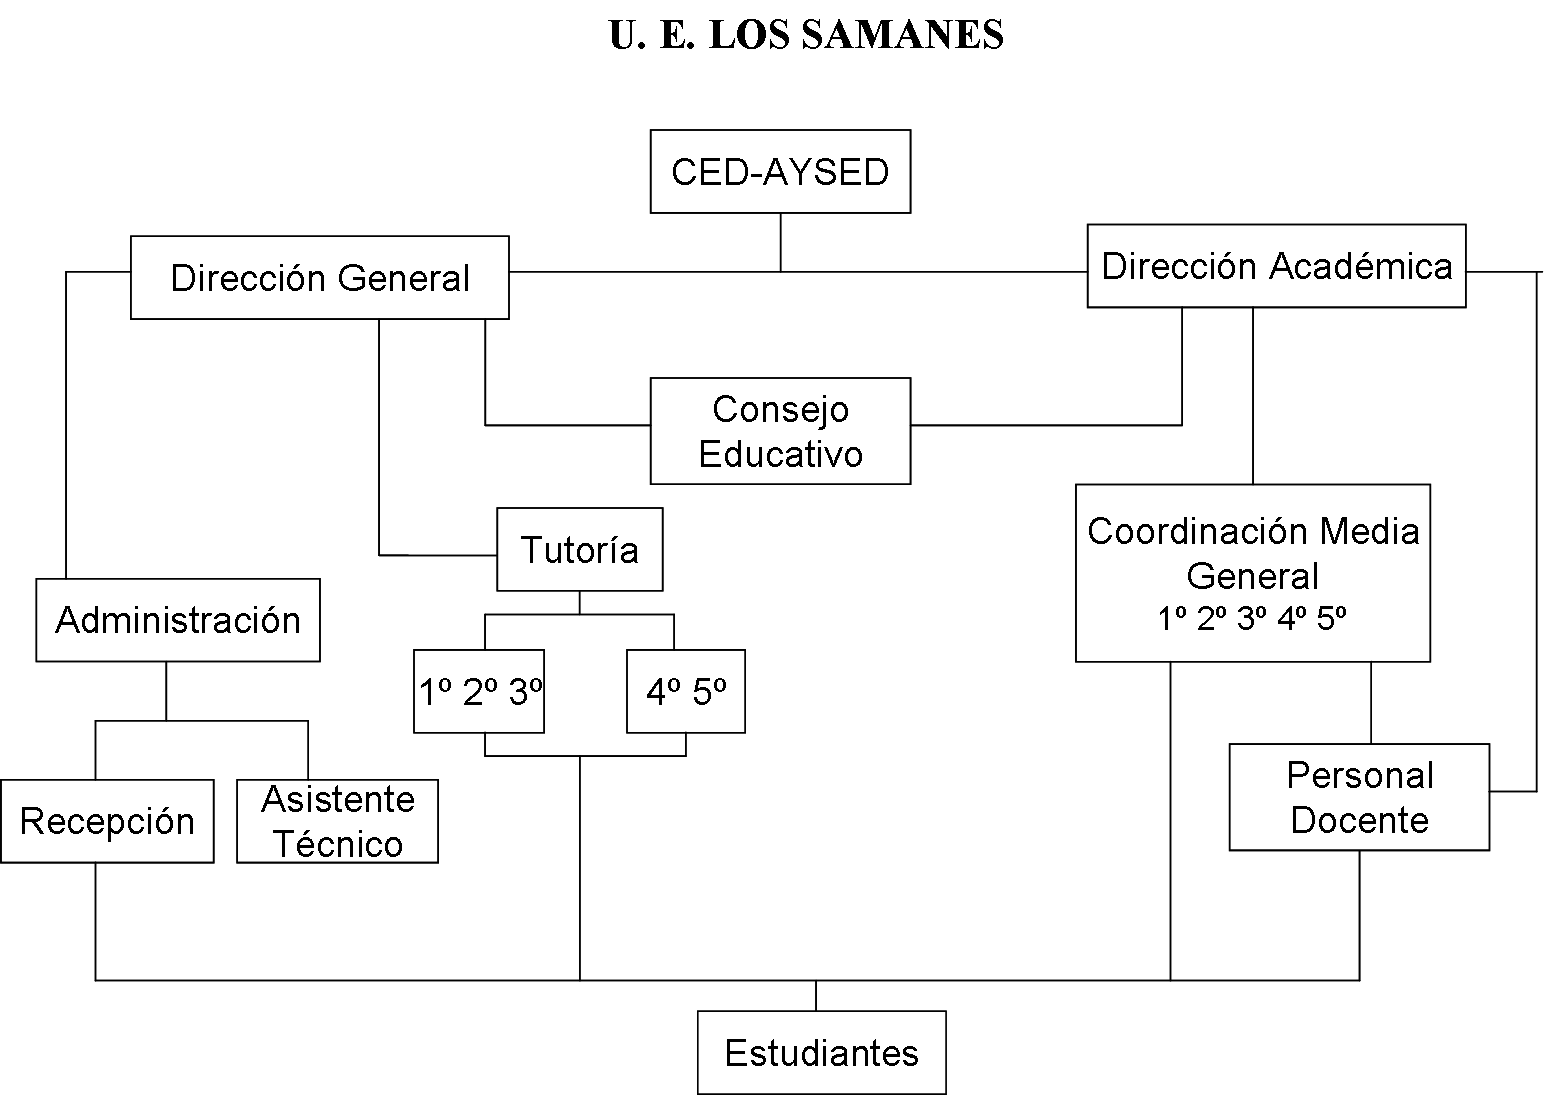 U. E. LOS SAMANES
CED-AYSED
Dirección General
Dirección Académica
Consejo
Educativo
Tutoría
Coordinación Media
General
1º 2º 3º 4º 5º
Administración
1º 2º 3º
4º 5º
Recepción
Asistente
Técnico
Personal
Docente
Estudiantes